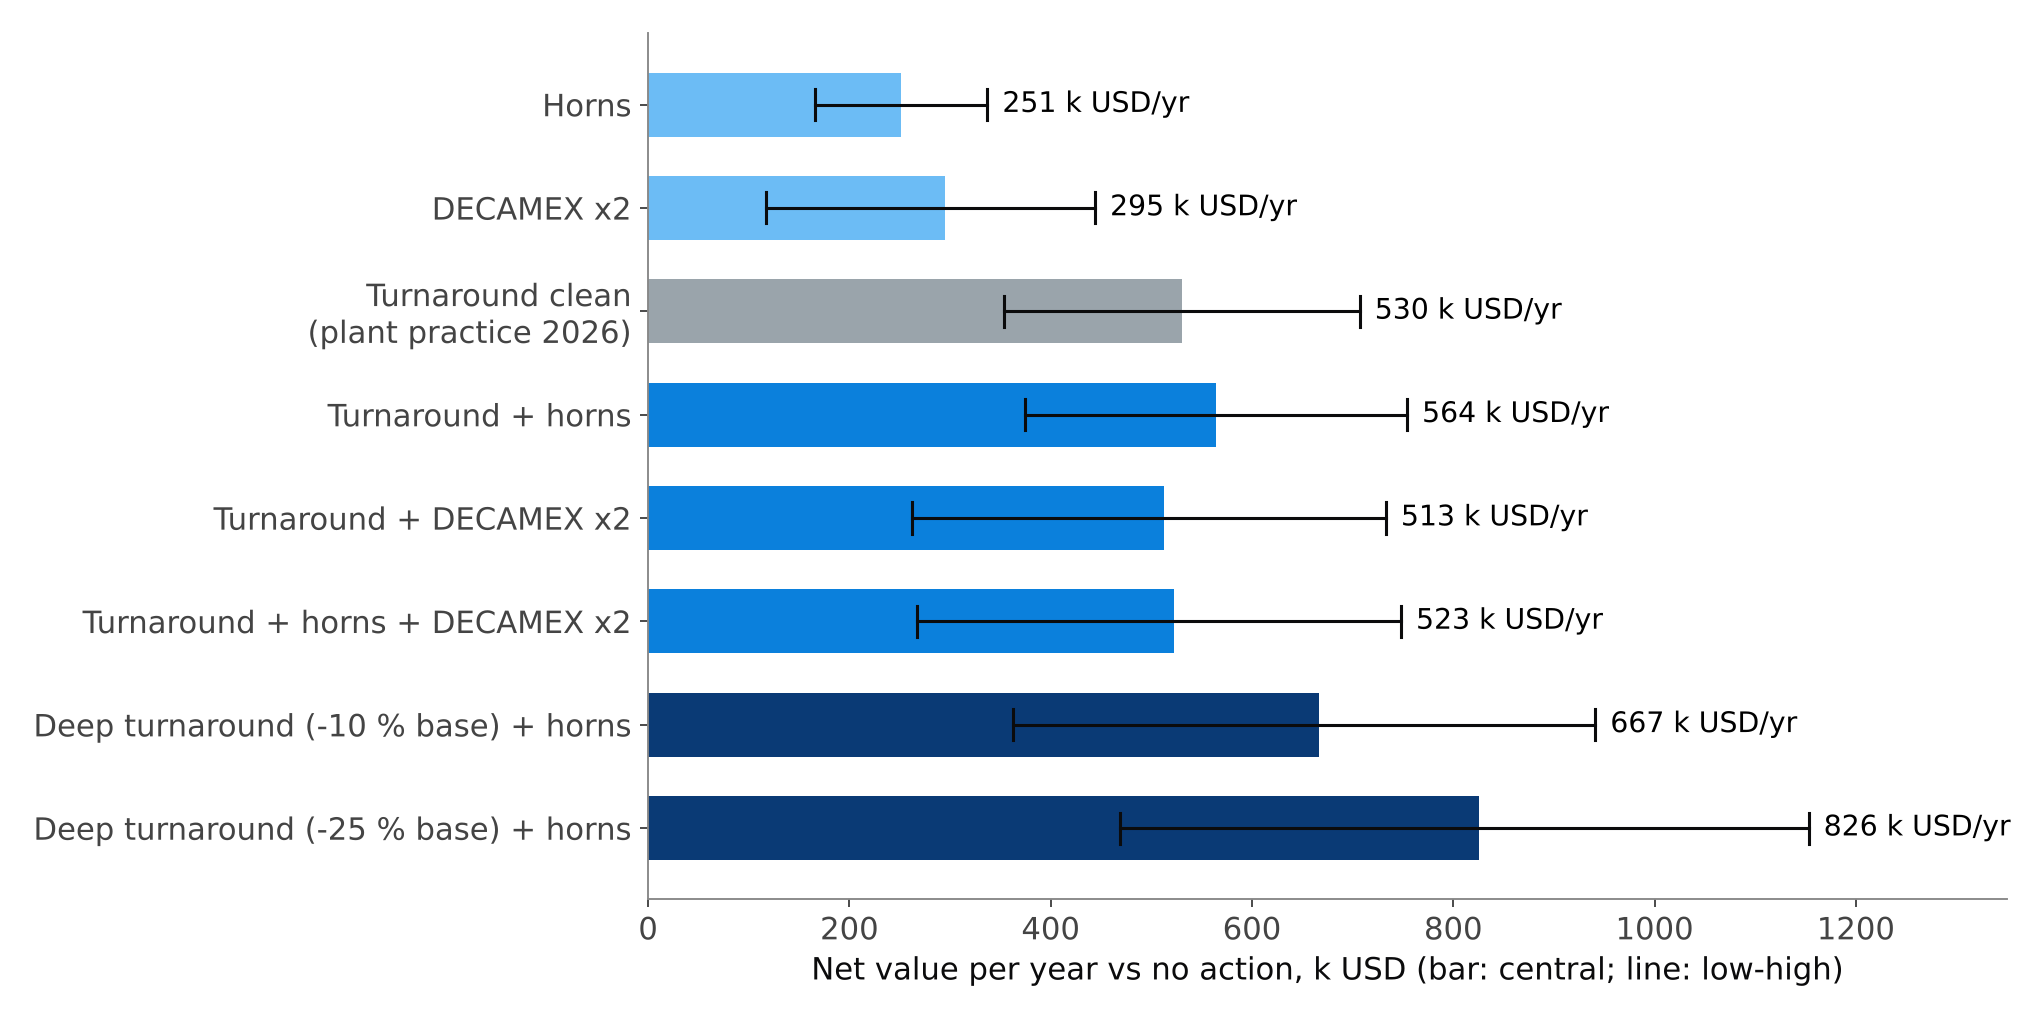 Horns
251 k USD/yr
DECAMEX x2
295 k USD/yr
Turnaround clean
(plant practice 2026)
530 k USD/yr
Turnaround + horns
564 k USD/yr
Turnaround + DECAMEX x2
513 k USD/yr
Turnaround + horns + DECAMEX x2
523 k USD/yr
Deep turnaround (-10 % base) + horns
667 k USD/yr
Deep turnaround (-25 % base) + horns
826 k USD/yr
0 200 400 600 800 1000 1200
Net value per year vs no action, k USD (bar: central; line: low-high)